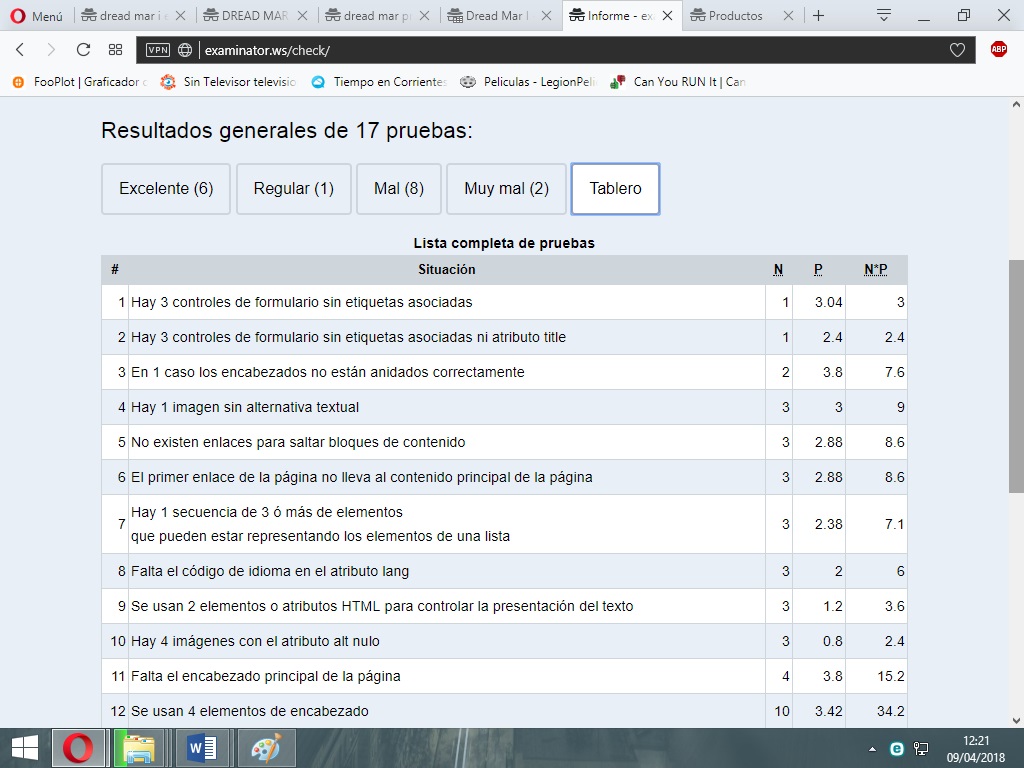 Menú
dread mar i
DREAD MAR
dread mar p
Dread Mar
Informe - ex
Productos
VPN
examinator.ws/check/
ABP
FooPlot | Graficador
Sin Televisor televisio
Tiempo en Corrientes
Peliculas - LegionPeli
Can You RUN It | Can
Resultados generales de 17 pruebas:
Excelente (6) Regular (1) Mal (8) Muy mal (2) Tablero
Lista completa de pruebas
# Situación N P N*P
1 Hay 3 controles de formulario sin etiquetas asociadas 1 3.04 3
2 Hay 3 controles de formulario sin etiquetas asociadas ni atributo title 1 2.4 2.4
3 En 1 caso los encabezados no están anidados correctamente 2 3.8 7.6
4 Hay 1 imagen sin alternativa textual 3 3 9
5 No existen enlaces para saltar bloques de contenido 3 2.88 8.6
6 El primer enlace de la página no lleva al contenido principal de la página 3 2.88 8.6
7 Hay 1 secuencia de 3 ó más de elementos
que pueden estar representando los elementos de una lista 3 2.38 7.1
8 Falta el código de idioma en el atributo lang 3 2 6
9 Se usan 2 elementos o atributos HTML para controlar la presentación del texto 3 1.2 3.6
10 Hay 4 imágenes con el atributo alt nulo 3 0.8 2.4
11 Falta el encabezado principal de la página 4 3.8 15.2
12 Se usan 4 elementos de encabezado 10 3.42 34.2
12:21
09/04/2018